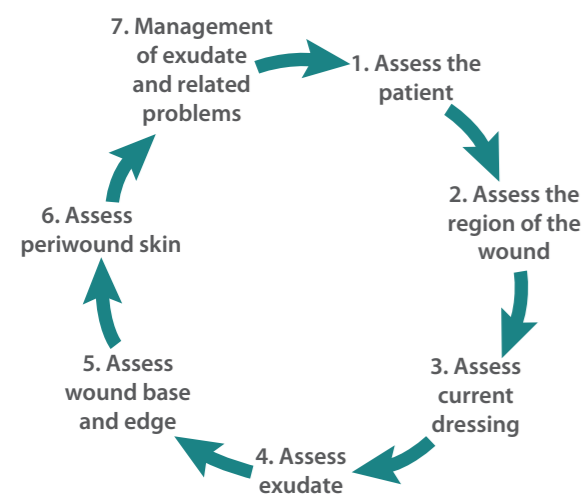 1. Assess the
patient
2. Assess the
region of the
wound
3. Assess
current
dressing
4. Assess
exudate
5. Assess
wound base
and edge
6. Assess
periwound skin
7. Management
of exudate
and related
problems